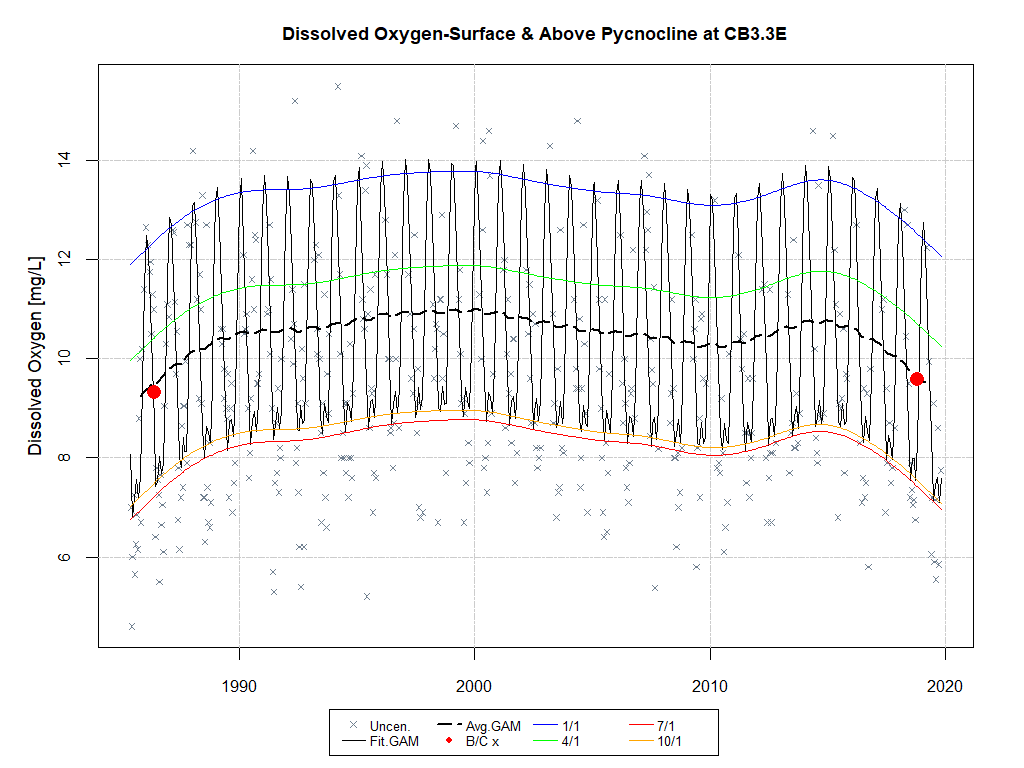 Dissolved Oxygen-Surface & Above Pycnocline at CB3.3E
Dissolved Oxygen [mg/L]
14
12
10
8
6
1990 2000 2010 2020
Uncen. Avg.GAM 1/1 7/1
Fit.GAM B/C x 4/1 10/1